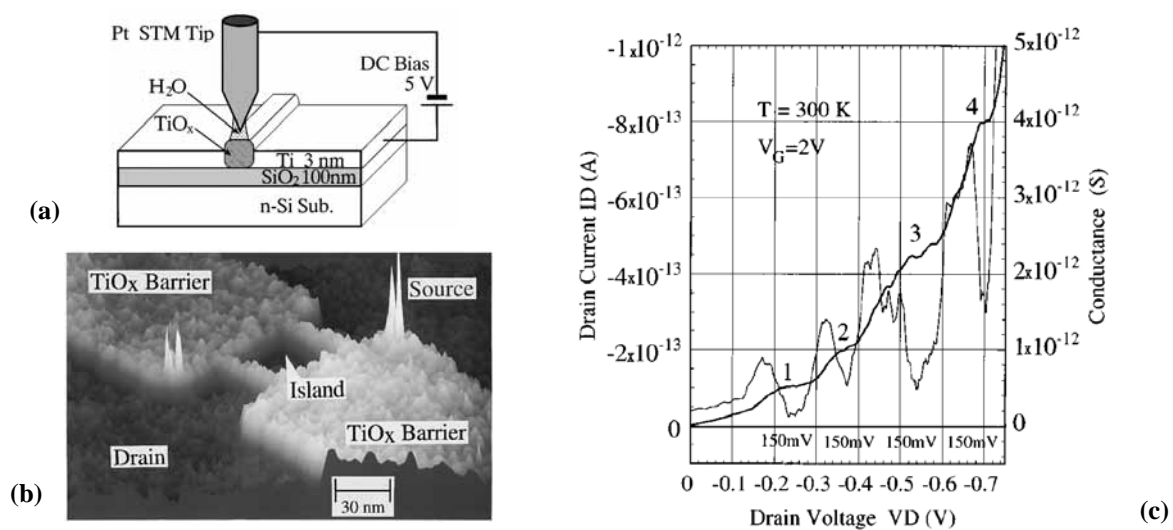 Pt STM Tip
H₂O
TiOₓ
DC Bias
5 V
Ti 3 nm
SiO₂ 100nm
n-Si Sub.
(a)
TiOx Barrier
Source
Island
TiOx Barrier
Drain
30 nm
(b)
-1x10⁻¹²
-8x10⁻¹³
-6x10⁻¹³
-4x10⁻¹³
-2x10⁻¹³
0
Drain Current ID (A)
T = 300 K
V_G=2V
1
2
3
4
150mV 150mV 150mV 150mV
5x10⁻¹²
4x10⁻¹²
3x10⁻¹²
2x10⁻¹²
1x10⁻¹²
0
Conductance (S)
0 -0.1 -0.2 -0.3 -0.4 -0.5 -0.6 -0.7
Drain Voltage VD (V)
(c)